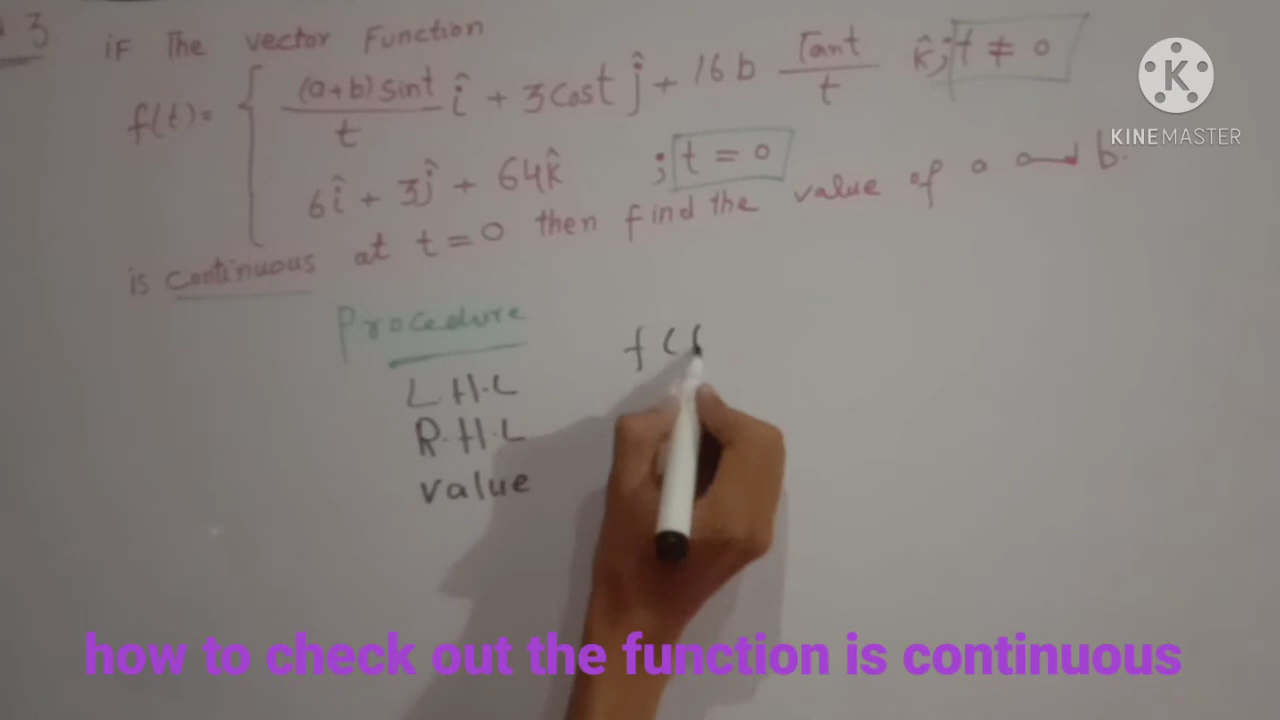 3
IF The Vector Function
f(t)= { (a+b) sint / t î + 3cost ĵ + 16b Tant / t k̂; t ≠ 0
6î + 3ĵ + 64k̂ ; t = 0
is continuous at t = 0 then find the value of a and b.
Procedure
L.H.L
R.H.L
value
f(
KINEMASTER
how to check out the function is continuous